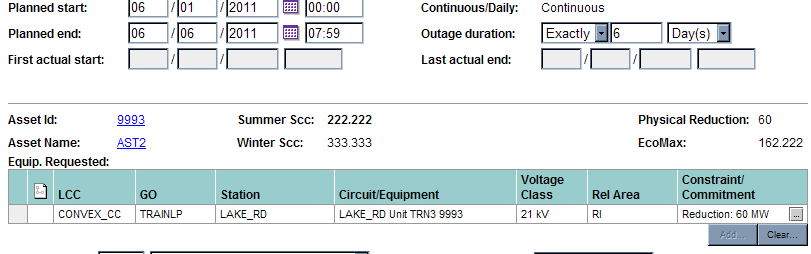 Planned start: 06 / 01 / 2011 00:00 Continuous/Daily: Continuous
Planned end: 06 / 06 / 2011 07:59 Outage duration: Exactly 6 Day(s)
First actual start: / / Last actual end: / /
Asset Id: 9993 Summer Scc: 222.222 Physical Reduction: 60
Asset Name: AST2 Winter Scc: 333.333 EcoMax: 162.222
Equip. Requested:
LCC GO Station Circuit/Equipment Voltage Class Rel Area Constraint/ Commitment
CONVEX_CC TRAINLP LAKE_RD LAKE_RD Unit TRN3 9993 21 kV RI Reduction: 60 MW ...
Add... Clear...